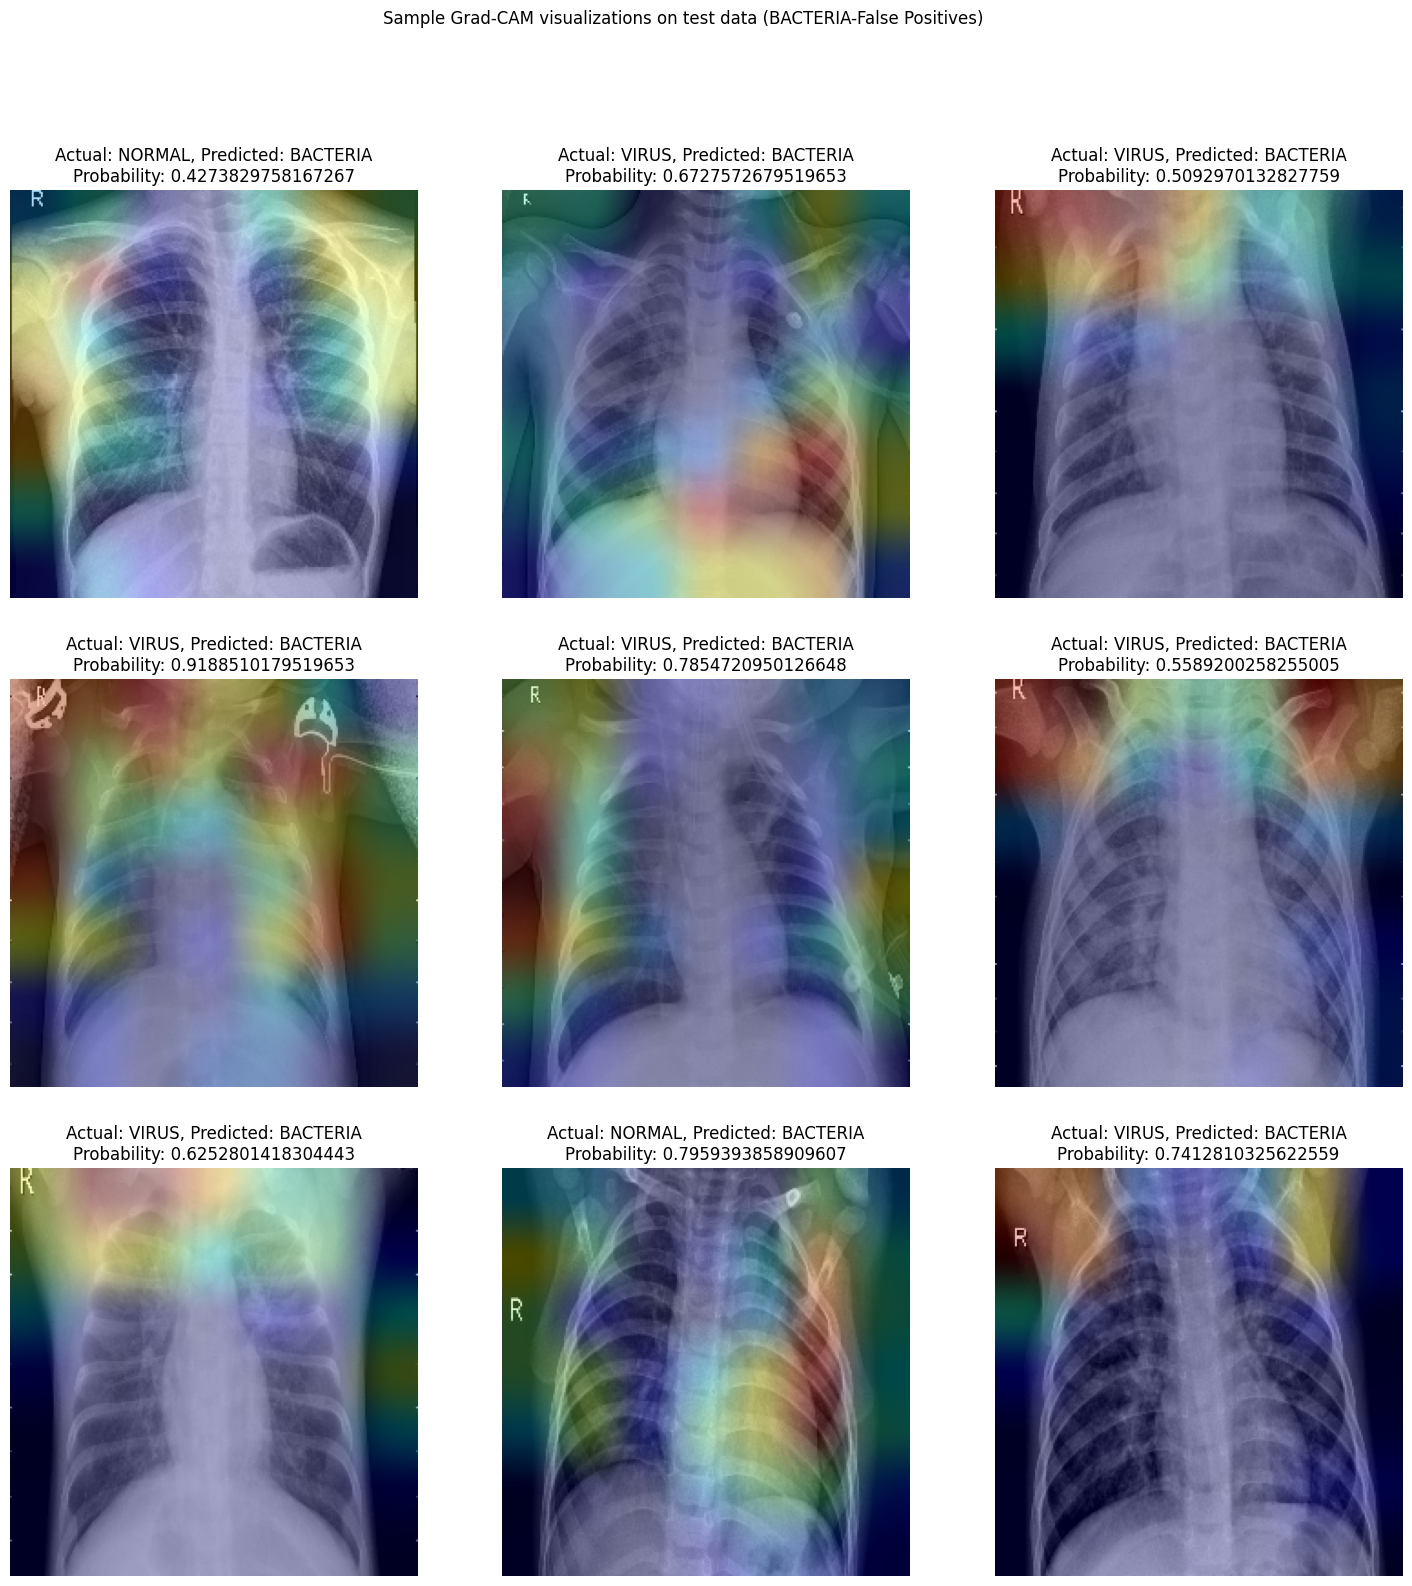 Sample Grad-CAM visualizations on test data (BACTERIA-False Positives)
Actual: NORMAL, Predicted: BACTERIA
Probability: 0.4273829758167267
R
Actual: VIRUS, Predicted: BACTERIA
Probability: 0.6727572679519653
R
Actual: VIRUS, Predicted: BACTERIA
Probability: 0.5092970132827759
R
Actual: VIRUS, Predicted: BACTERIA
Probability: 0.9188510179519653
R
Actual: VIRUS, Predicted: BACTERIA
Probability: 0.7854720950126648
R
Actual: VIRUS, Predicted: BACTERIA
Probability: 0.5589200258255005
R
Actual: VIRUS, Predicted: BACTERIA
Probability: 0.6252801418304443
R
Actual: NORMAL, Predicted: BACTERIA
Probability: 0.7959393858909607
R
Actual: VIRUS, Predicted: BACTERIA
Probability: 0.7412810325622559
R